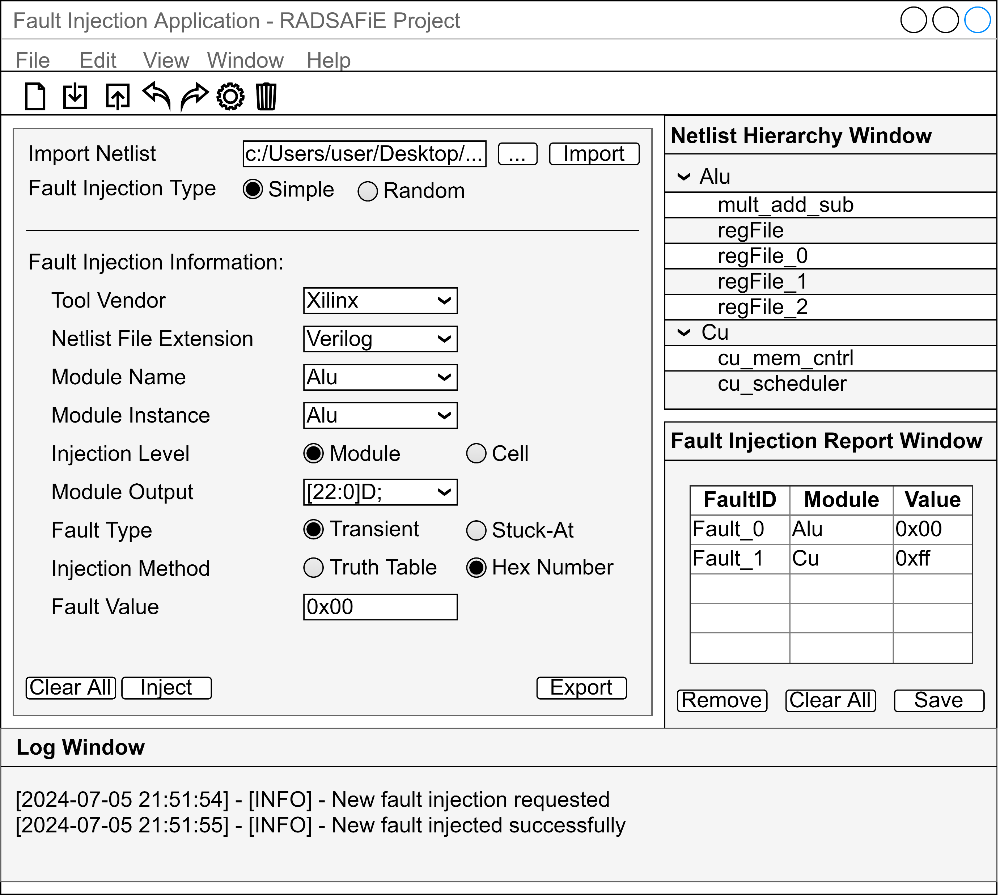 Fault Injection Application - RADSAFiE Project
File Edit View Window Help
Import Netlist c:/Users/user/Desktop/... ... Import
Fault Injection Type Simple Random
Fault Injection Information:
Tool Vendor Xilinx
Netlist File Extension Verilog
Module Name Alu
Module Instance Alu
Injection Level Module Cell
Module Output [22:0]D;
Fault Type Transient Stuck-At
Injection Method Truth Table Hex Number
Fault Value 0x00
Clear All Inject Export
Netlist Hierarchy Window
Alu
mult_add_sub
regFile
regFile_0
regFile_1
regFile_2
Cu
cu_mem_cntrl
cu_scheduler
Fault Injection Report Window
FaultID Module Value
Fault_0 Alu 0x00
Fault_1 Cu 0xff
Remove Clear All Save
Log Window
[2024-07-05 21:51:54] - [INFO] - New fault injection requested
[2024-07-05 21:51:55] - [INFO] - New fault injected successfully